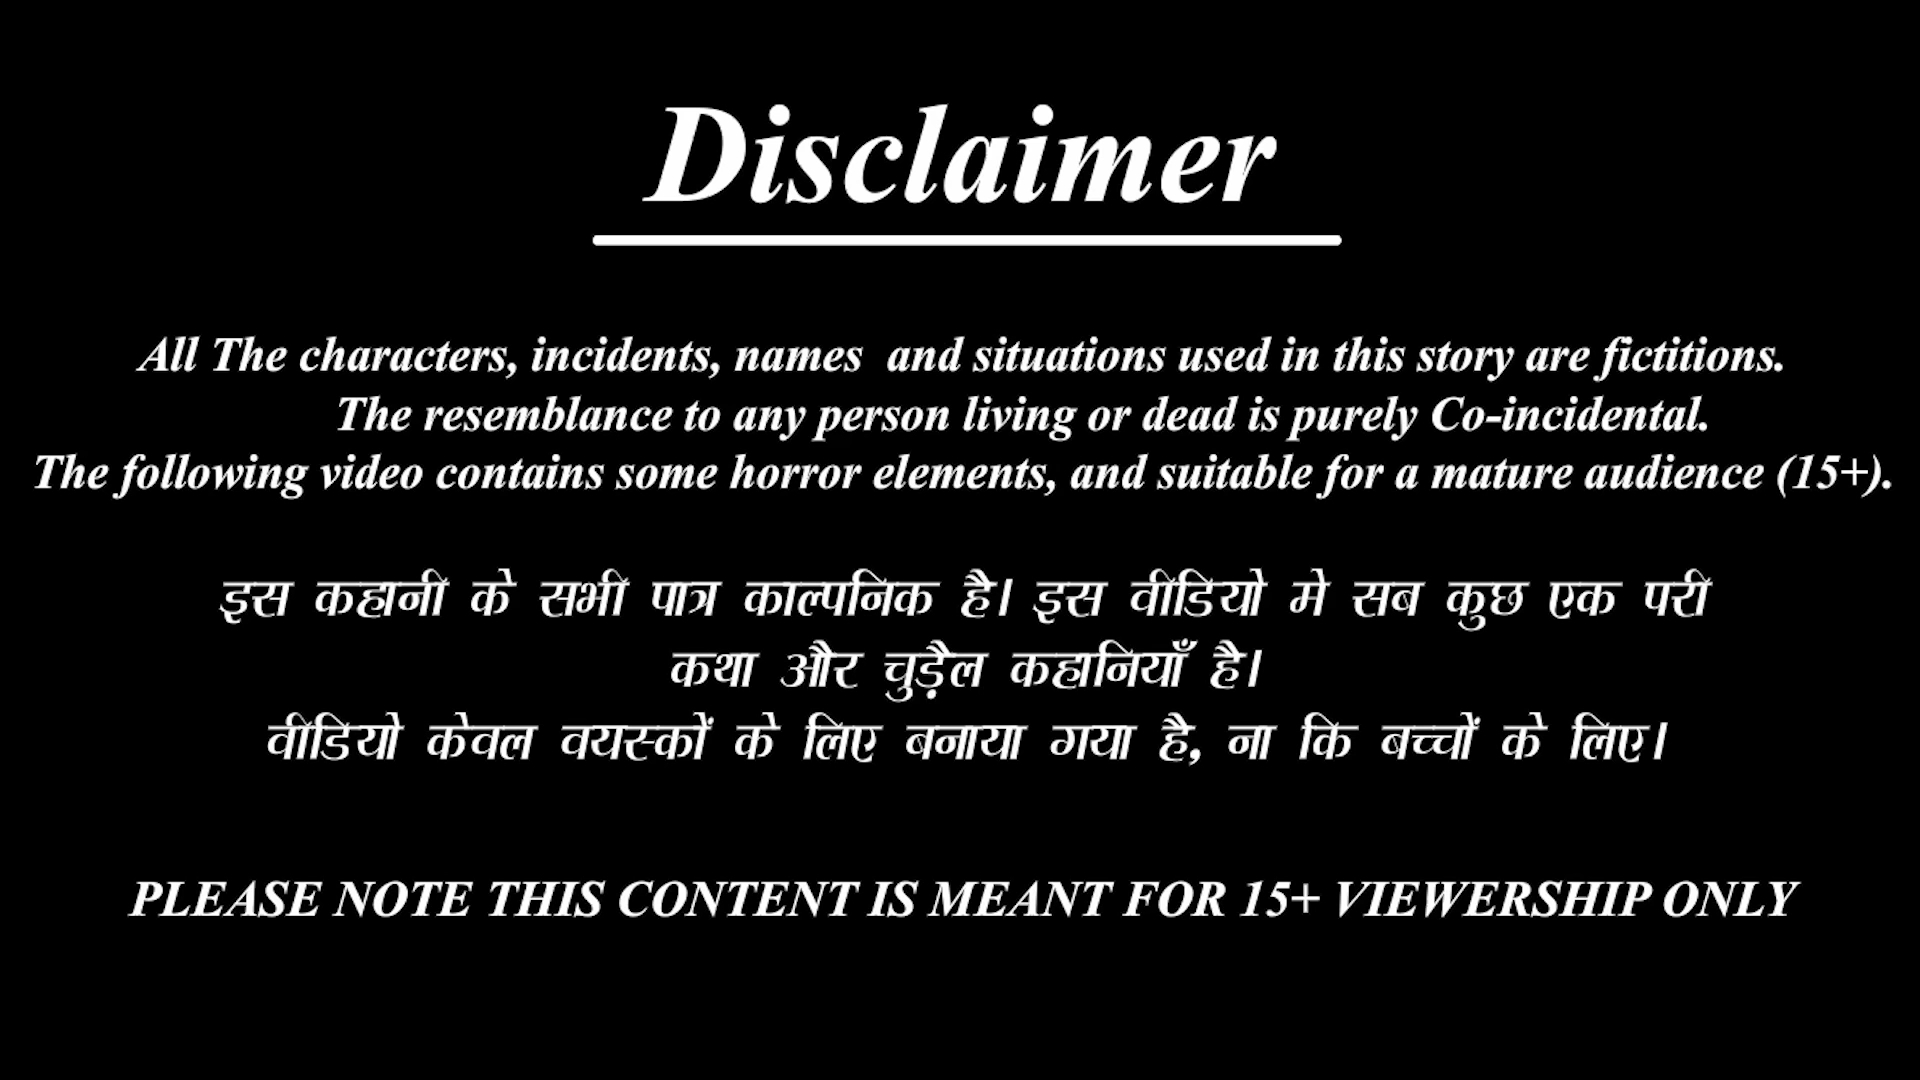 Disclaimer
All The characters, incidents, names and situations used in this story are fictitions.
The resemblance to any person living or dead is purely Co-incidental.
The following video contains some horror elements, and suitable for a mature audience (15+).
इस कहानी के सभी पात्र काल्पनिक है। इस वीडियो मे सब कुछ एक परी
कथा और चुड़ैल कहानियाँ है।
वीडियो केवल वयस्कों के लिए बनाया गया है, ना कि बच्चों के लिए।
PLEASE NOTE THIS CONTENT IS MEANT FOR 15+ VIEWERSHIP ONLY